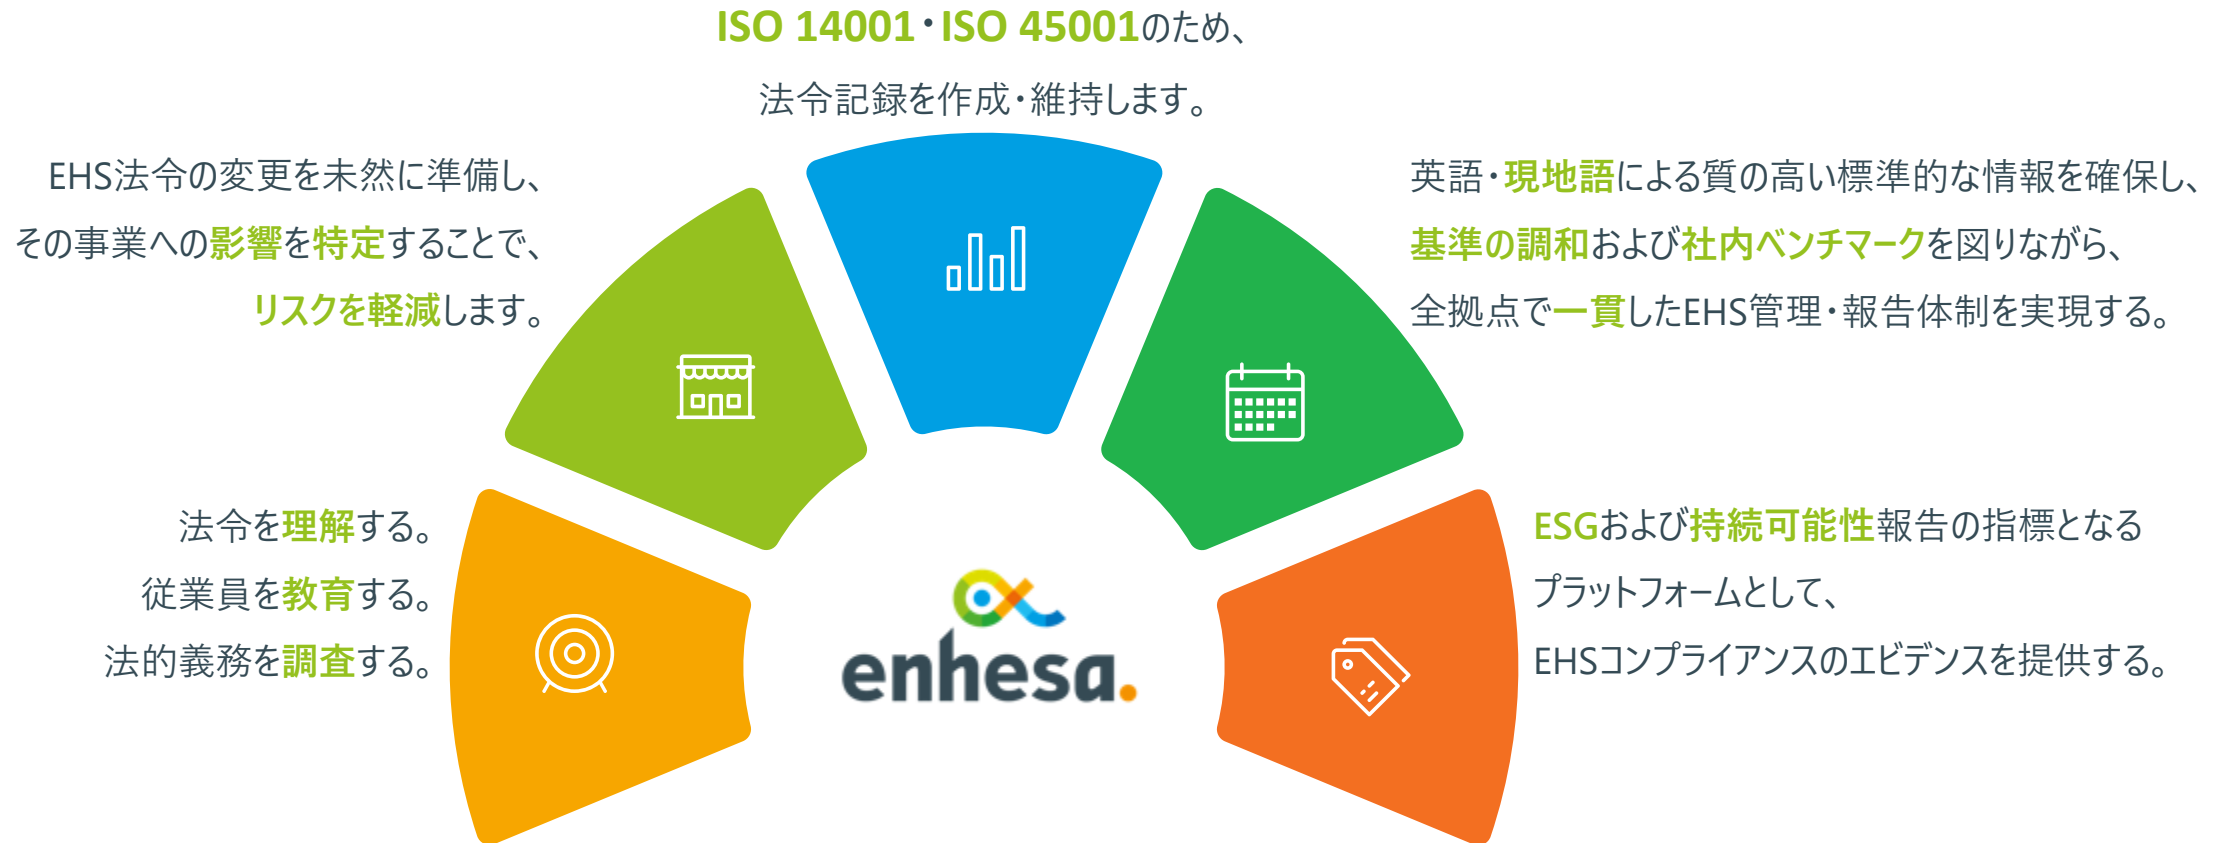 ISO 14001・ISO 45001のため、
法令記録を作成・維持します。
EHS法令の変更を未然に準備し、
その事業への影響を特定することで、
リスクを軽減します。
英語・現地語による質の高い標準的な情報を確保し、
基準の調和および社内ベンチマークを図りながら、
全拠点で一貫したEHS管理・報告体制を実現する。
法令を理解する。
従業員を教育する。
法的義務を調査する。
ESGおよび持続可能性報告の指標となる
プラットフォームとして、
EHSコンプライアンスのエビデンスを提供する。
enhesa.